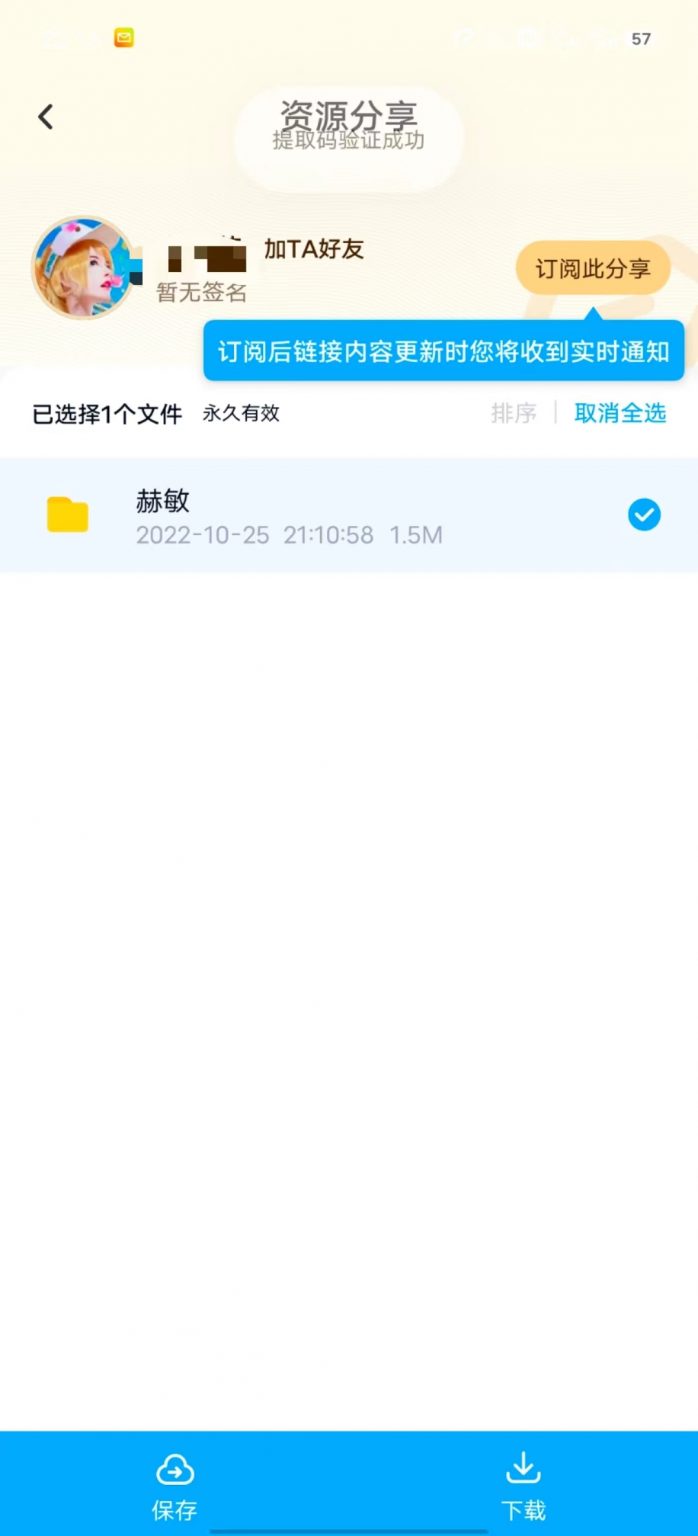 57
资源分享
提取码验证成功
加TA好友
暂无签名
订阅此分享
订阅后链接内容更新时您将收到实时通知
已选择1个文件 永久有效 排序 取消全选
赫敏
2022-10-25 21:10:58 1.5M
保存 下载